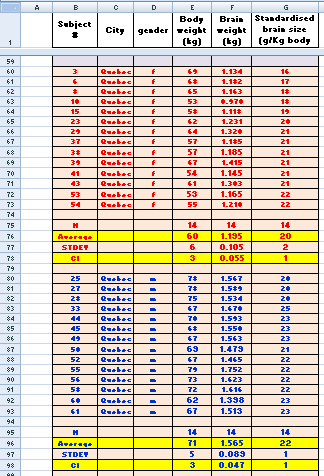 A B C D E F G
1 Subject # City gender Body weight (kg) Brain weight (kg) Standardised brain size (g/Kg body
59
60 3 Quebec f 69 1.134 16
61 6 Quebec f 68 1.182 17
62 8 Quebec f 65 1.163 18
63 10 Quebec f 53 0.970 18
64 15 Quebec f 58 1.118 19
65 23 Quebec f 62 1.231 20
66 29 Quebec f 64 1.320 21
67 37 Quebec f 57 1.185 21
68 38 Quebec f 57 1.185 21
69 39 Quebec f 67 1.415 21
70 41 Quebec f 54 1.145 21
71 43 Quebec f 61 1.303 21
72 53 Quebec f 53 1.165 22
73 54 Quebec f 55 1.210 22
74
75 N 14 14 14
76 Average 60 1.195 20
77 STDEV 6 0.105 2
78 CI 3 0.055 1
79
80 25 Quebec m 78 1.567 20
81 27 Quebec m 78 1.589 20
82 28 Quebec m 75 1.534 20
83 33 Quebec m 67 1.670 25
84 44 Quebec m 70 1.593 23
85 45 Quebec m 68 1.550 23
86 49 Quebec m 67 1.563 23
87 50 Quebec m 69 1.479 21
88 52 Quebec m 67 1.465 22
89 55 Quebec m 79 1.752 22
90 56 Quebec m 73 1.623 22
91 58 Quebec m 72 1.616 22
92 60 Quebec m 62 1.398 23
93 61 Quebec m 67 1.513 23
94
95 N 14 14 14
96 Average 71 1.565 22
97 STDEV 5 0.089 1
98 CI 3 0.047 1